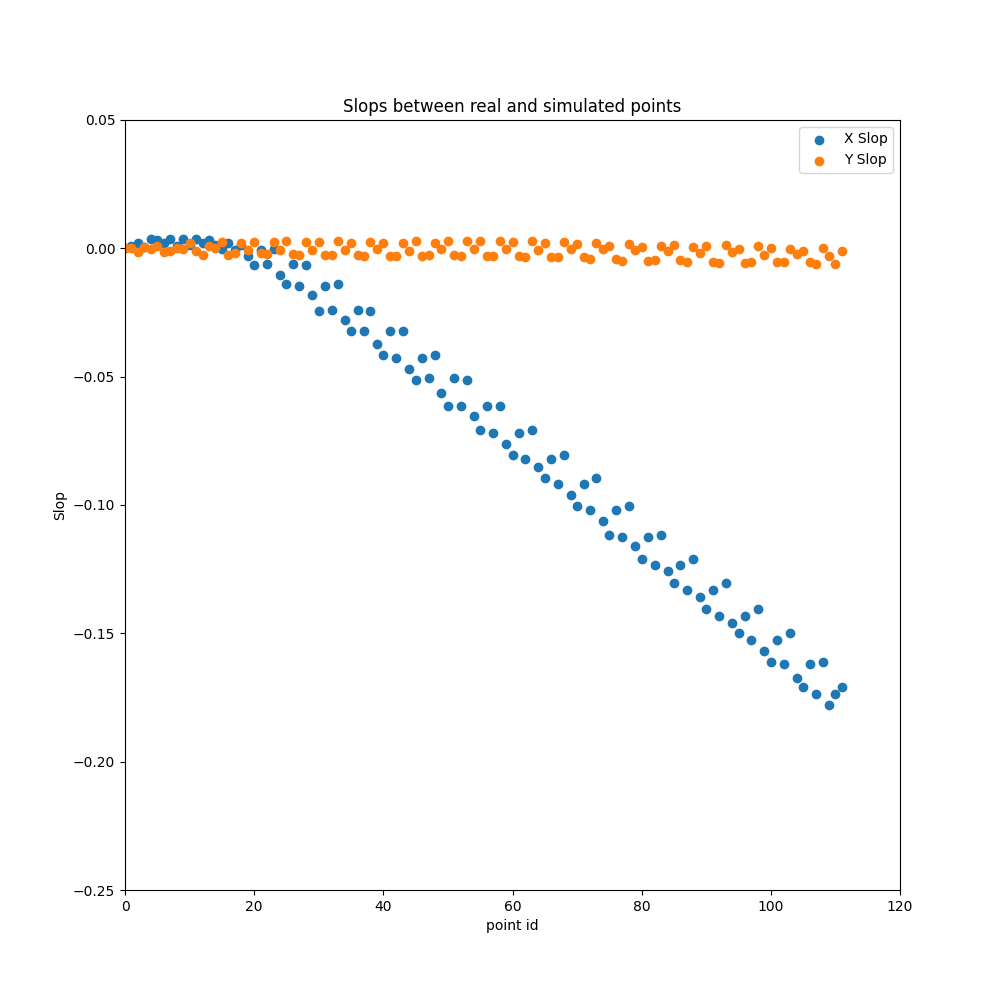 Slops between real and simulated points
X Slop
Y Slop
0.05
0.00
−0.05
−0.10
−0.15
−0.20
−0.25
Slop
0 20 40 60 80 100 120
point id